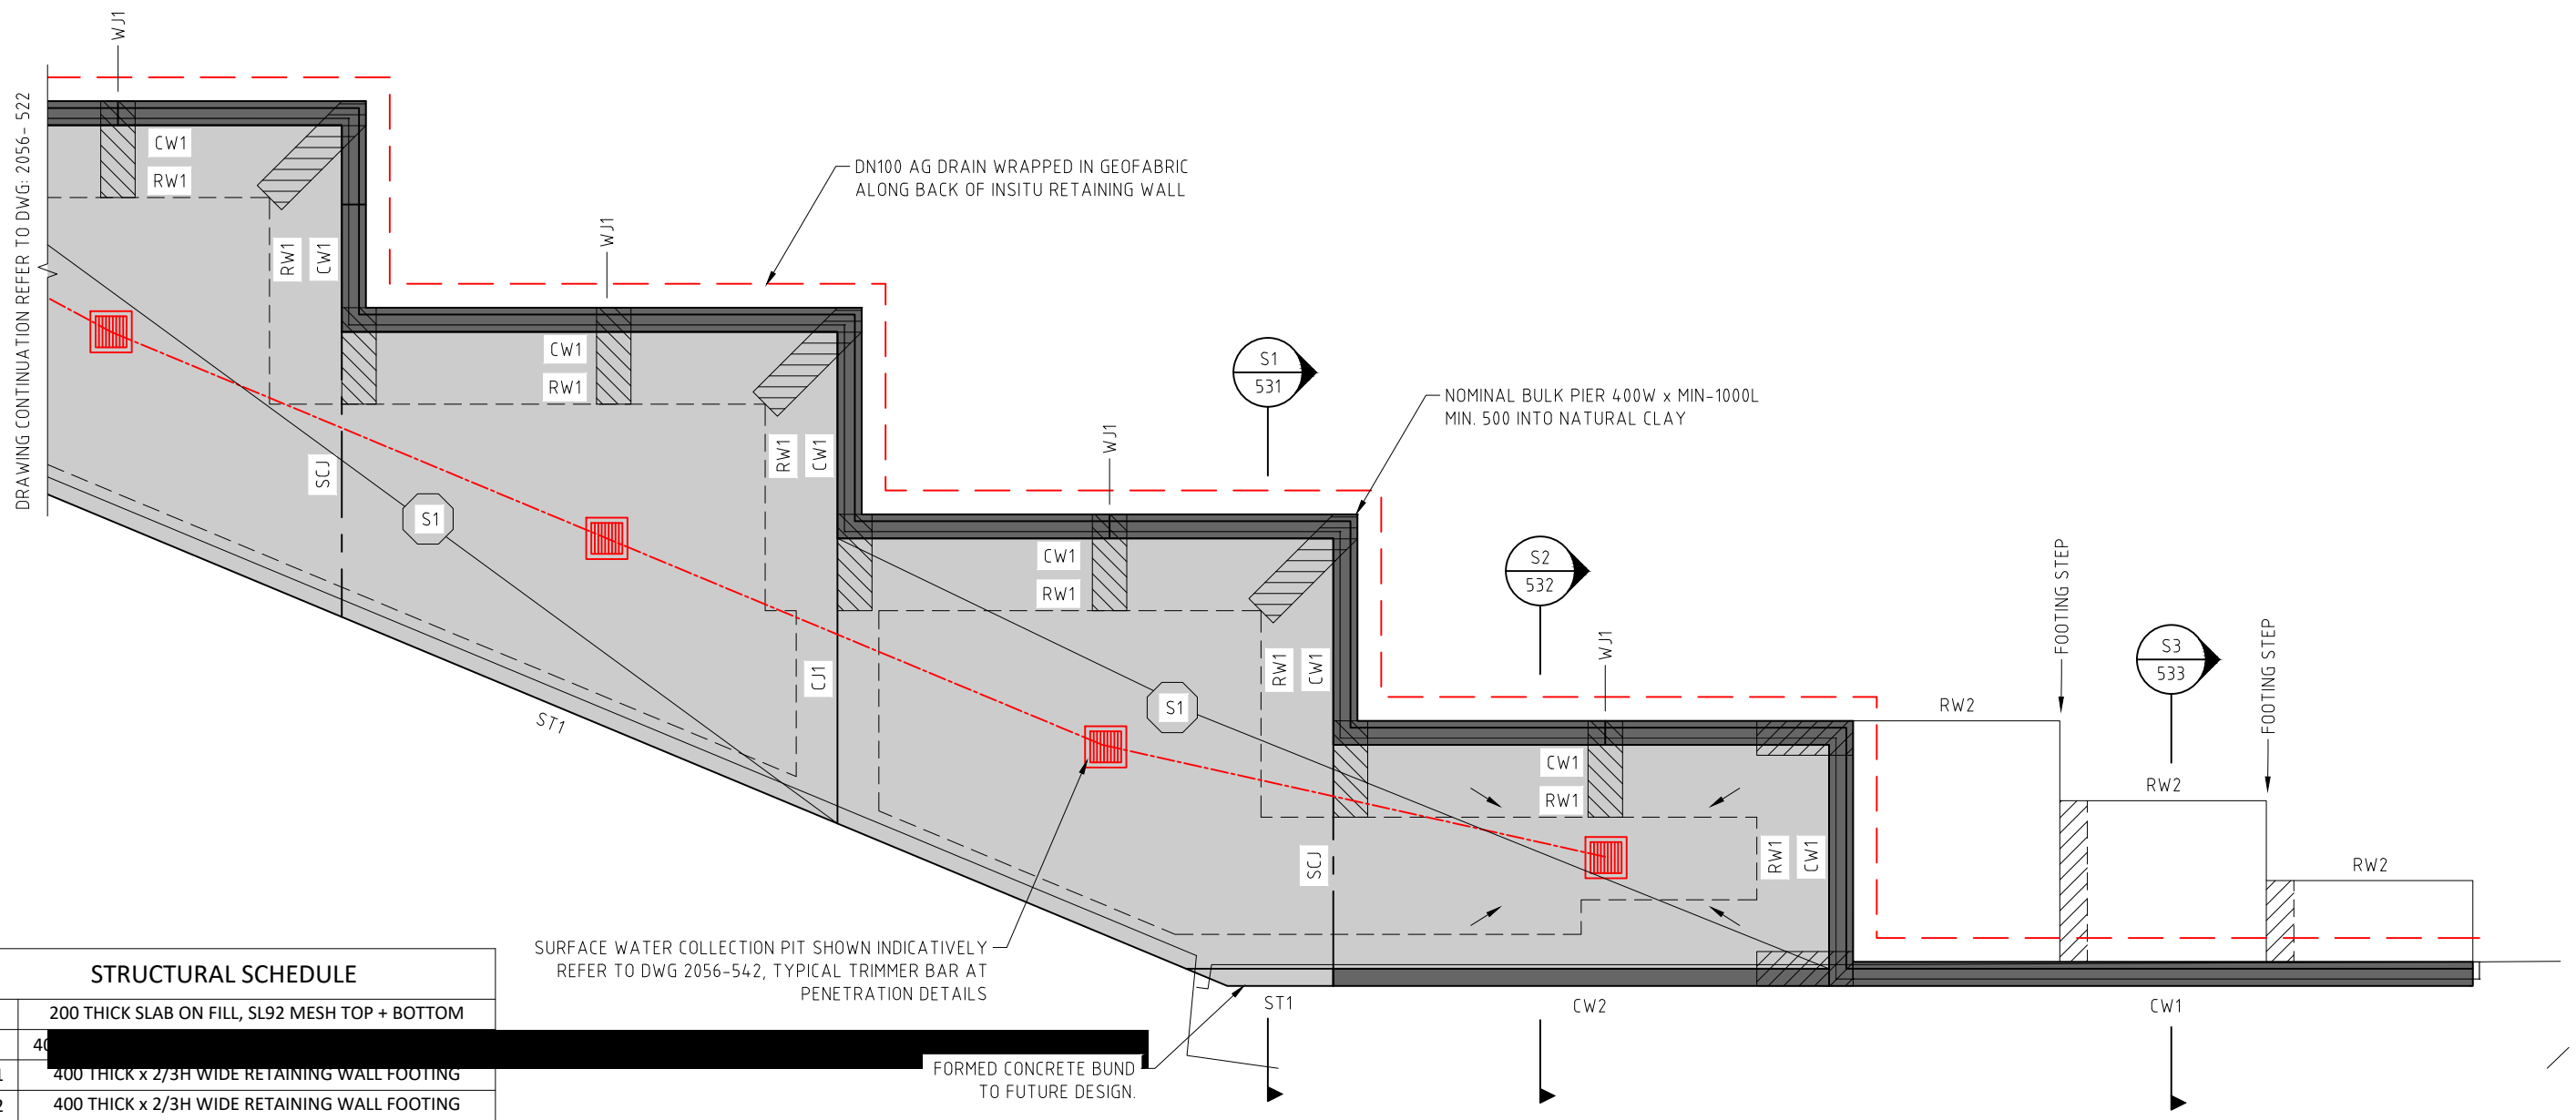 WJ1
DRAWING CONTINUATION REFER TO DWG: 2056- 522
CW1
RW1
DN100 AG DRAIN WRAPPED IN GEOFABRIC
ALONG BACK OF INSITU RETAINING WALL
RW1
CW1
WJ1
CW1
RW1
S1
531
NOMINAL BULK PIER 400W x MIN-1000L
MIN. 500 INTO NATURAL CLAY
SCJ
S1
RW1
CW1
WJ1
CW1
RW1
S2
532
FOOTING STEP
S3
533
FOOTING STEP
CJ1
ST1
S1
RW1
CW1
WJ1
RW2
CW1
RW1
RW2
SCJ
RW1
CW1
RW2
SURFACE WATER COLLECTION PIT SHOWN INDICATIVELY
REFER TO DWG 2056-542, TYPICAL TRIMMER BAR AT
PENETRATION DETAILS
ST1
CW2
CW1
FORMED CONCRETE BUND
TO FUTURE DESIGN.
STRUCTURAL SCHEDULE
200 THICK SLAB ON FILL, SL92 MESH TOP + BOTTOM
40
1 400 THICK x 2/3H WIDE RETAINING WALL FOOTING
2 400 THICK x 2/3H WIDE RETAINING WALL FOOTING